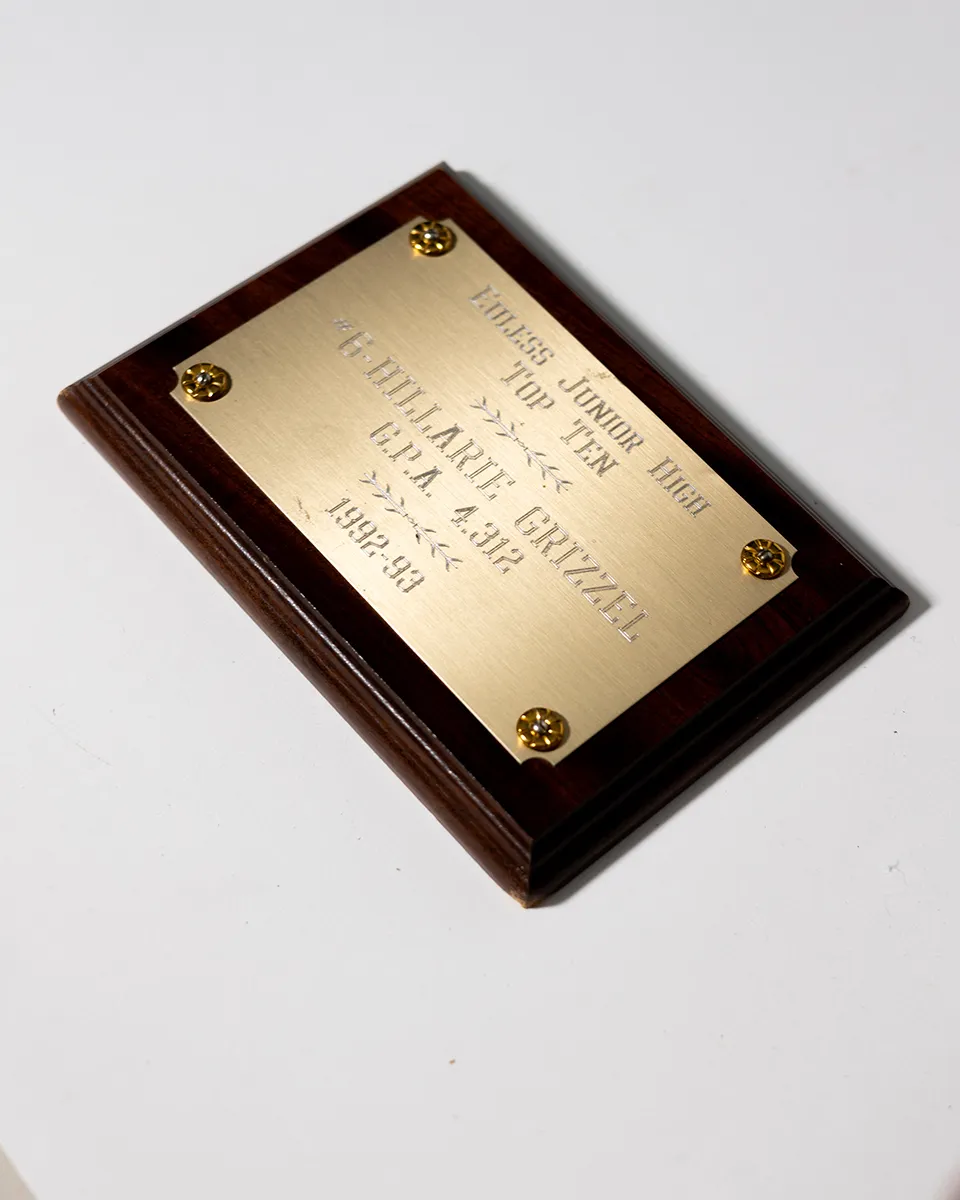 EULESS JUNIOR HIGH
TOP TEN
#6-HILLARIE GRIZZEL
G.P.A. 4.312
1992-93